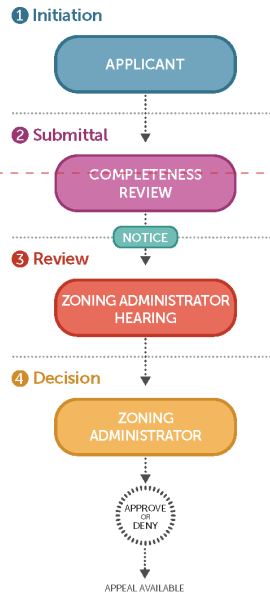 1 Initiation
APPLICANT
2 Submittal
COMPLETENESS
REVIEW
NOTICE
3 Review
ZONING ADMINISTRATOR
HEARING
4 Decision
ZONING
ADMINISTRATOR
APPROVE
OR
DENY
APPEAL AVAILABLE